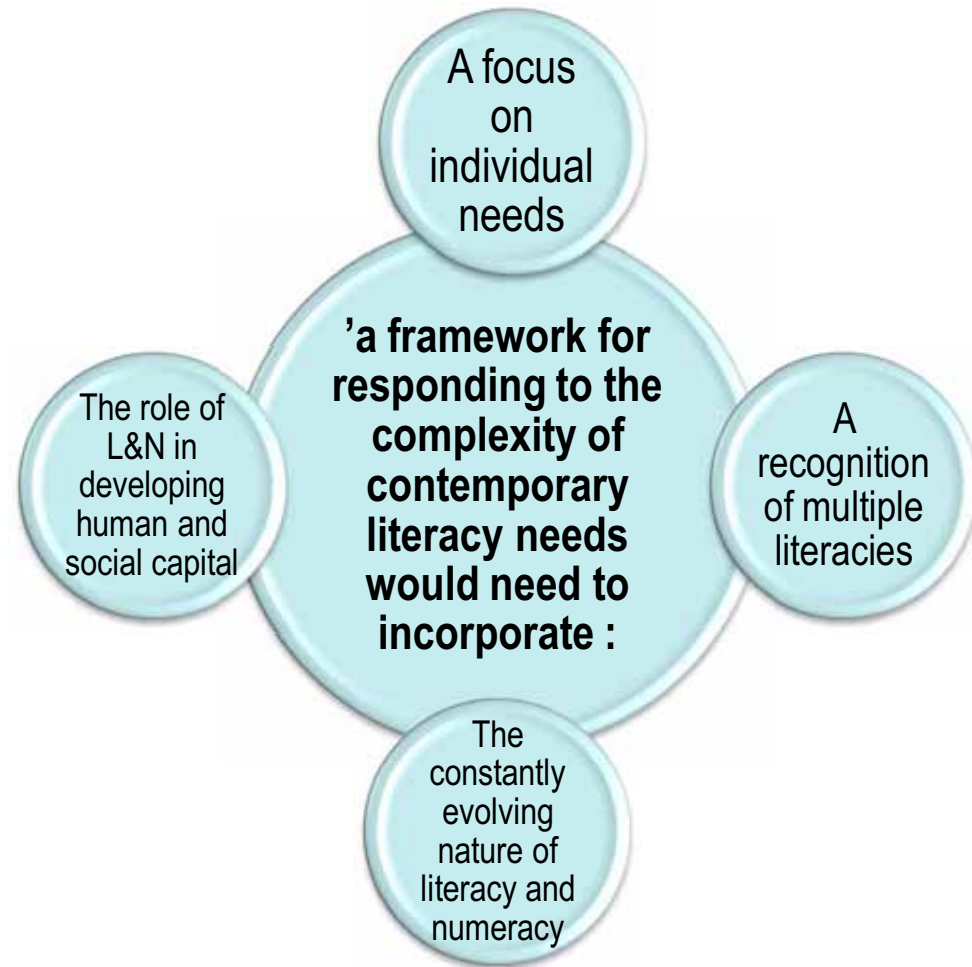 A focus
on
individual
needs
’a framework for
responding to the
complexity of
contemporary
literacy needs
would need to
incorporate :
A
recognition
of multiple
literacies
The
constantly
evolving
nature of
literacy and
numeracy
The role of
L&N in
developing
human and
social capital